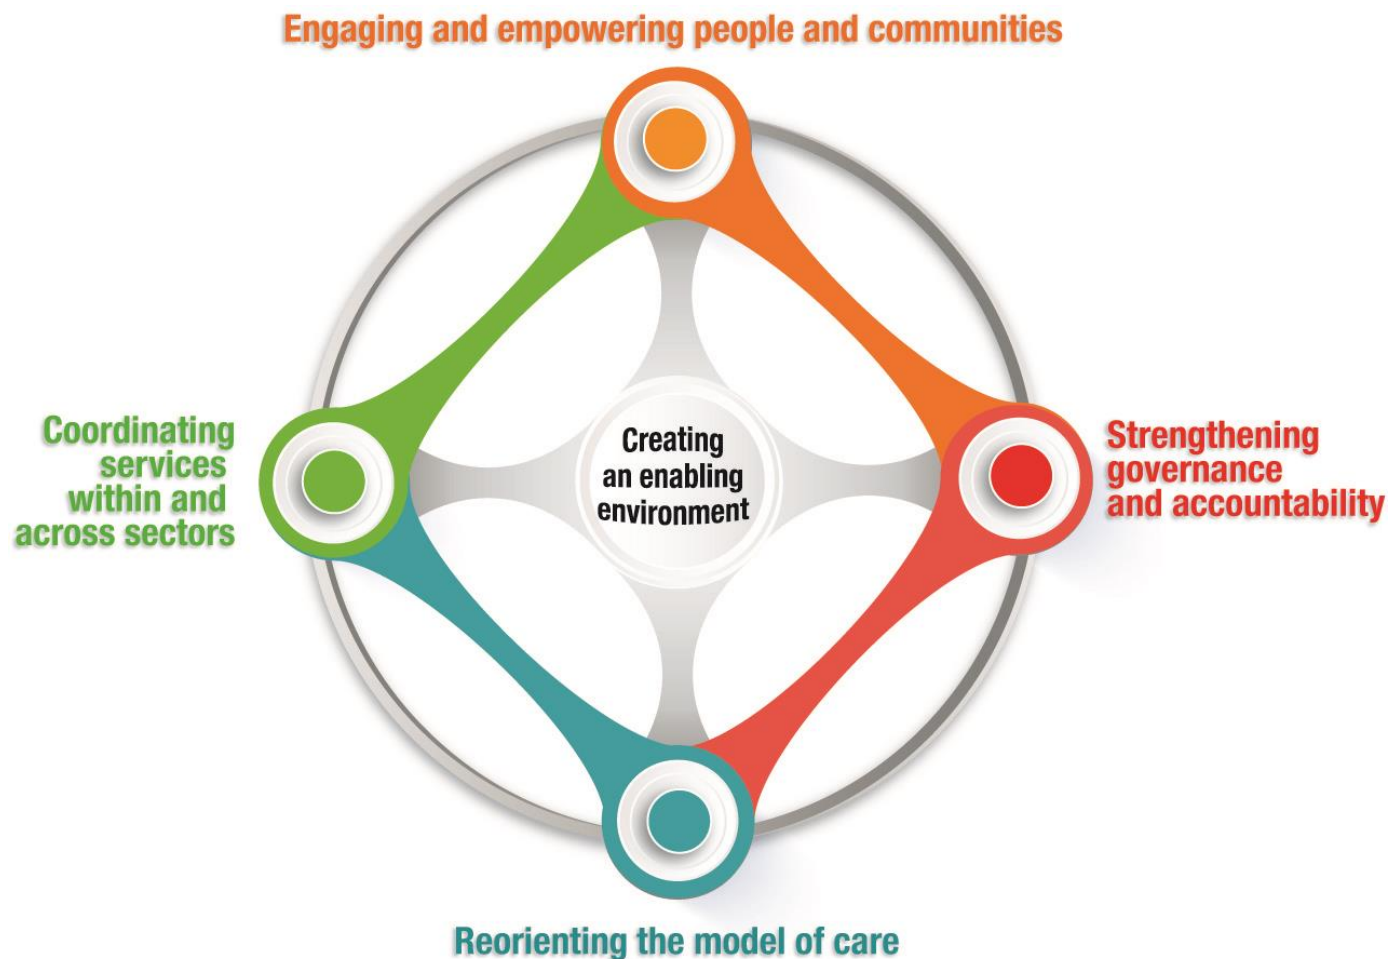 Engaging and empowering people and communities
Coordinating
services
within and
across sectors
Creating
an enabling
environment
Strengthening
governance
and accountability
Reorienting the model of care